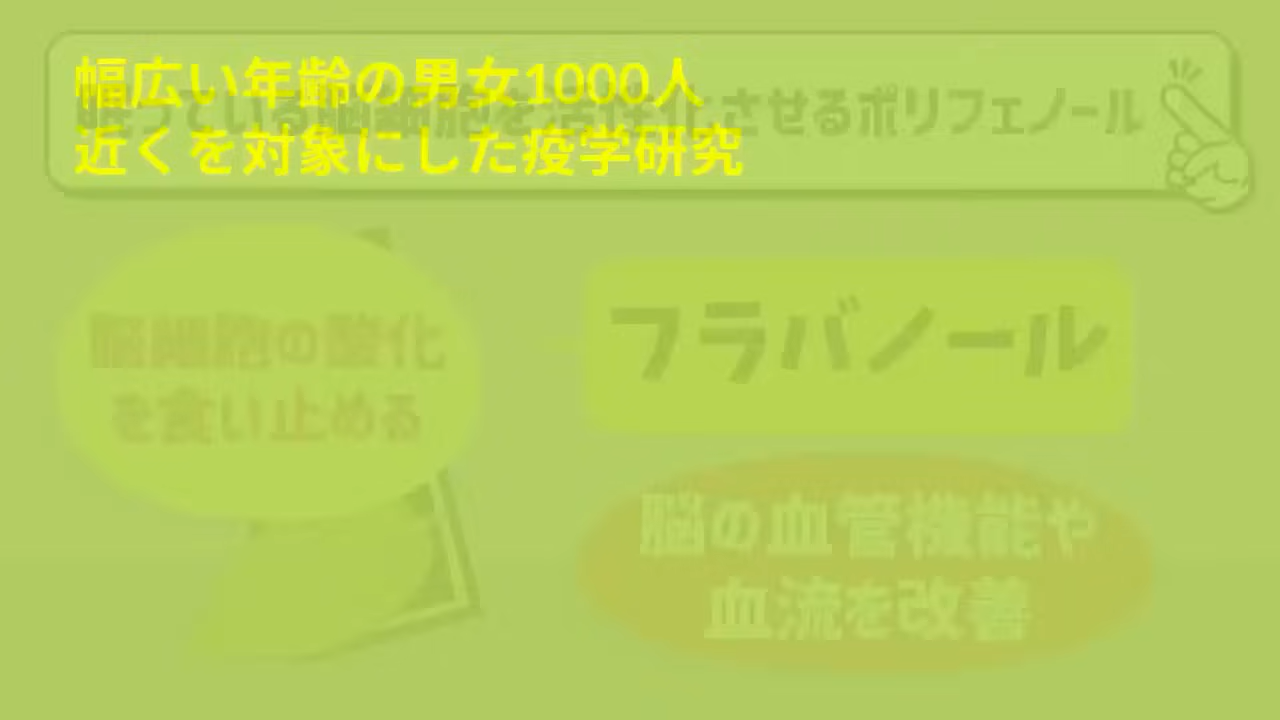 幅広い年齢の男女1000人
近くを対象にした疫学研究
眠っている脳細胞を活性化させるポリフェノール
脳細胞の酸化
を食い止める
フラバノール
脳の血管機能や
血流を改善